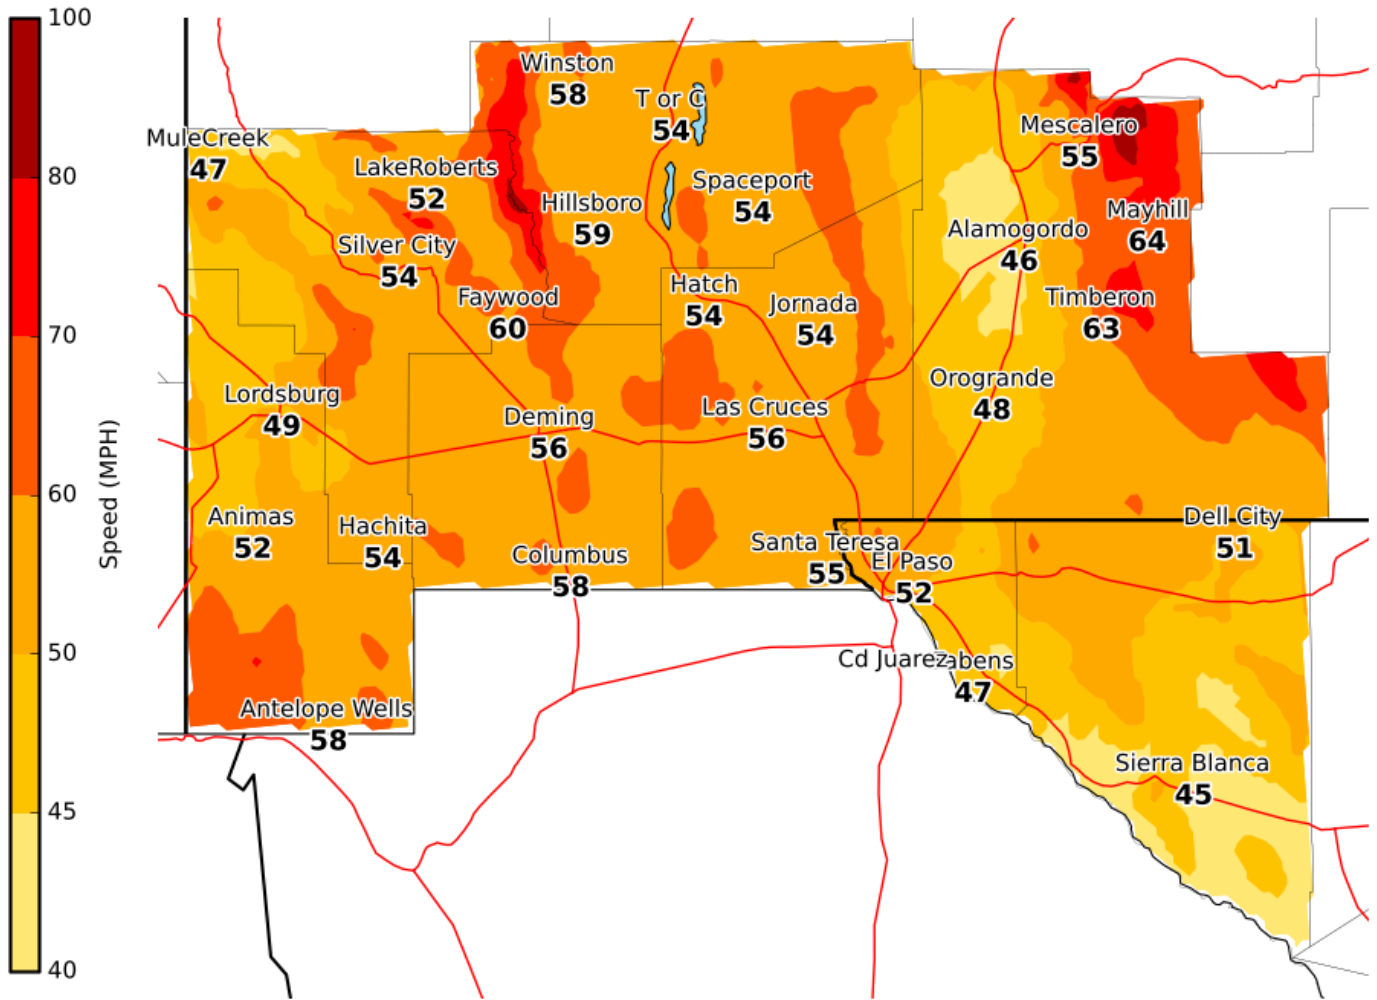 100
80
70
60
50
45
40
Speed (MPH)
Winston
58
T or C
54
MuleCreek
47
Mescalero
55
LakeRoberts
52
Spaceport
54
Hillsboro
59
Mayhill
64
Silver City
54
Alamogordo
46
Faywood
60
Hatch
54
Jornada
54
Timberon
63
Lordsburg
49
Orogrande
48
Deming
56
Las Cruces
56
Animas
52
Hachita
54
Dell City
51
Columbus
58
Santa Teresa
55
El Paso
52
Cd Juarez
abens
47
Antelope Wells
58
Sierra Blanca
45